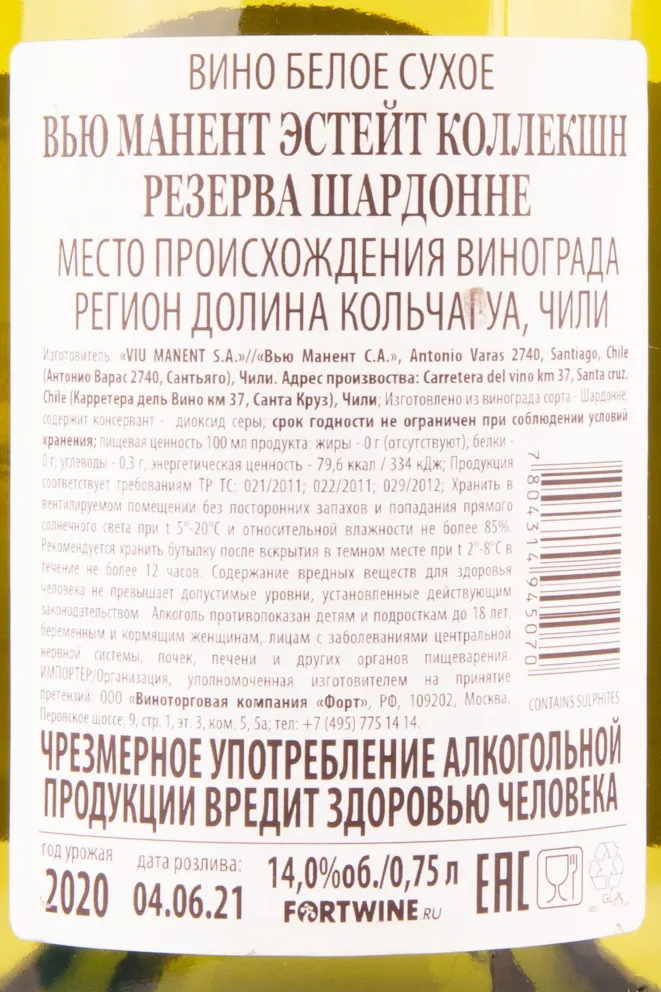 ВИНО БЕЛОЕ СУХОЕ
ВЬЮ МАНЕНТ ЭСТЕЙТ КОЛЛЕКШН
РЕЗЕРВА ШАРДОННЕ
МЕСТО ПРОИСХОЖДЕНИЯ ВИНОГРАДА
РЕГИОН ДОЛИНА КОЛЬЧАГУА, ЧИЛИ
Изготовитель: «VIU MANENT S.A.»//«Вью Манент С.А.», Antonio Varas 2740, Santiago, Chile
(Антонио Варас 2740, Сантьяго), Чили. Адрес произвоства: Carretera del vino km 37, Santa cruz,
Chile (Карретера дель Вино км 37, Санта Круз), Чили; Изготовлено из винограда сорта - Шардонне;
содержит консервант - диоксид серы; срок годности не ограничен при соблюдении условий
хранения; пищевая ценность 100 мл продукта: жиры - 0 г (отсутствуют); белки -
0 г; углеводы - 0,3 г; энергетическая ценность - 79,6 ккал / 334 кДж; Продукция
соответствует требованиям ТР ТС: 021/2011; 022/2011; 029/2012; Хранить в
вентилируемом помещении без посторонних запахов и попадания прямого
солнечного света при t 5°-20°C и относительной влажности не более 85%.
Рекомендуется хранить бутылку после вскрытия в темном месте при t 2°-8°C в
течение не более 12 часов. Содержание вредных веществ для здоровья
человека не превышает допустимые уровни, установленные действующим
законодательством. Алкоголь противопоказан детям и подросткам до 18 лет,
беременным и кормящим женщинам, лицам с заболеваниями центральной
нервной системы, почек, печени и других органов пищеварения.
ИМПОРТЕР/Организация, уполномоченная изготовителем на принятие
претензий: ООО «Виноторговая компания «Форт», РФ, 109202, Москва,
Перовское шоссе, 9, стр. 1, эт. 3, ком. 5, 5а; тел: +7 (495) 775 14 14.
7 804314 945070
CONTAINS SULPHITES
ЧРЕЗМЕРНОЕ УПОТРЕБЛЕНИЕ АЛКОГОЛЬНОЙ
ПРОДУКЦИИ ВРЕДИТ ЗДОРОВЬЮ ЧЕЛОВЕКА
год урожая
2020
дата розлива:
04.06.21
14,0%об./0,75 л
FORTWINE.RU
ЕАС
GLA